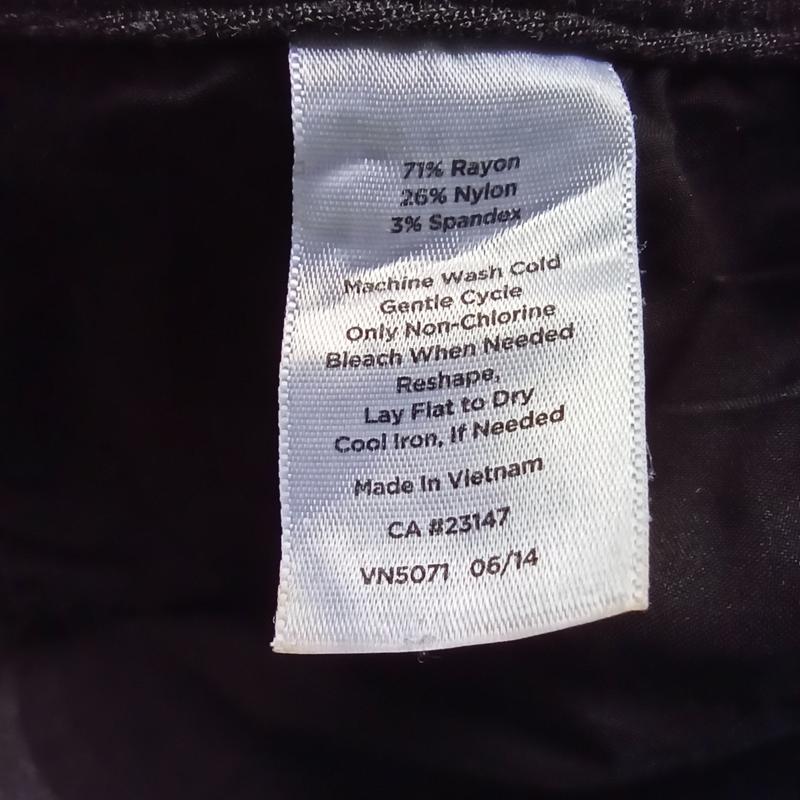 71% Rayon
26% Nylon
3% Spandex
Machine Wash Cold
Gentle Cycle
Only Non-Chlorine
Bleach When Needed
Reshape,
Lay Flat to Dry
Cool Iron, If Needed
Made In Vietnam
CA #23147
VN5071 06/14